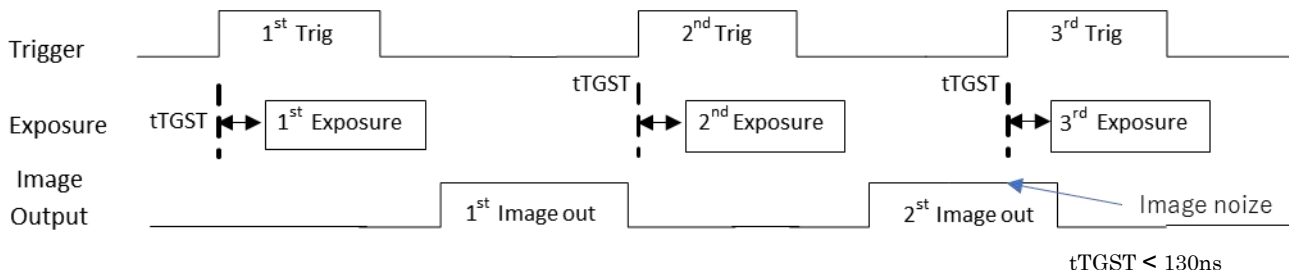 Trigger
1st Trig
2nd Trig
3rd Trig
tTGST
tTGST
tTGST
Exposure
1st Exposure
2nd Exposure
3rd Exposure
Image
Output
1st Image out
2st Image out
Image noize
tTGST < 130ns